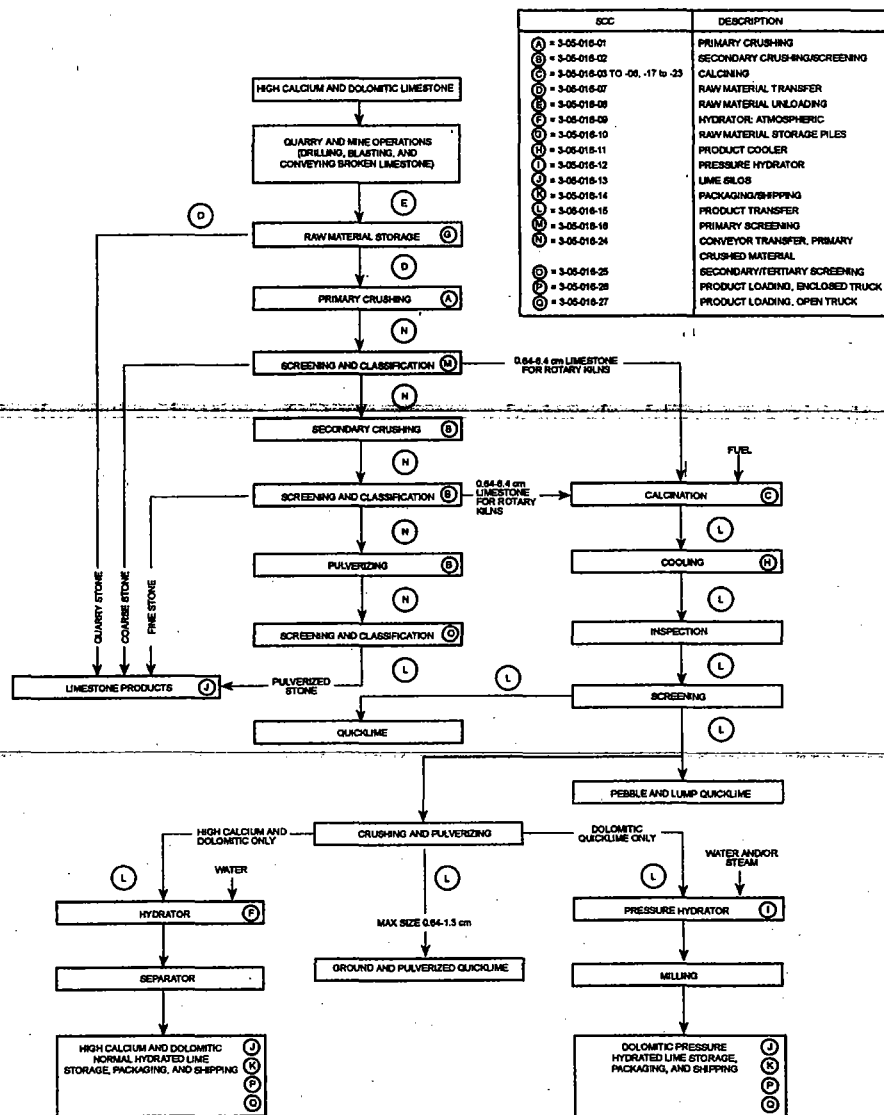 SCC DESCRIPTION
A = 3-05-016-01 PRIMARY CRUSHING
B = 3-05-016-02 SECONDARY CRUSHING/SCREENING
C = 3-05-016-03 TO -06, -17 to -23 CALCINING
D = 3-05-016-07 RAW MATERIAL TRANSFER
E = 3-05-016-08 RAW MATERIAL UNLOADING
F = 3-05-016-09 HYDRATOR: ATMOSPHERIC
G = 3-05-016-10 RAW MATERIAL STORAGE PILES
H = 3-05-016-11 PRODUCT COOLER
I = 3-05-016-12 PRESSURE HYDRATOR
J = 3-05-016-13 LIME SILOS
K = 3-05-016-14 PACKAGING/SHIPPING
L = 3-05-016-15 PRODUCT TRANSFER
M = 3-05-016-16 PRIMARY SCREENING
N = 3-05-016-24 CONVEYOR TRANSFER, PRIMARY
CRUSHED MATERIAL
O = 3-05-016-25 SECONDARY/TERTIARY SCREENING
P = 3-05-016-26 PRODUCT LOADING, ENCLOSED TRUCK
Q = 3-05-016-27 PRODUCT LOADING, OPEN TRUCK
HIGH CALCIUM AND DOLOMITIC LIMESTONE
QUARRY AND MINE OPERATIONS
(DRILLING, BLASTING, AND
CONVEYING BROKEN LIMESTONE)
E
D
RAW MATERIAL STORAGE G
D
PRIMARY CRUSHING A
N
SCREENING AND CLASSIFICATION M
0.64-6.4 cm LIMESTONE
FOR ROTARY KILNS
N
SECONDARY CRUSHING B
N
FUEL
SCREENING AND CLASSIFICATION B
0.64-6.4 cm
LIMESTONE
FOR ROTARY
KILNS
CALCINATION C
N
L
PULVERIZING B
COOLING H
N
L
QUARRY STONE
COARSE STONE
FINE STONE
SCREENING AND CLASSIFICATION O
INSPECTION
L
L
LIMESTONE PRODUCTS J
PULVERIZED
STONE
L
SCREENING
QUICKLIME
L
PEBBLE AND LUMP QUICKLIME
HIGH CALCIUM AND
DOLOMITIC ONLY
CRUSHING AND PULVERIZING
DOLOMITIC
QUICKLIME ONLY
L
WATER
L
L
WATER AND/OR
STEAM
HYDRATOR F
MAX SIZE 0.64-1.3 cm
PRESSURE HYDRATOR I
SEPARATOR
GROUND AND PULVERIZED QUICKLIME
MILLING
HIGH CALCIUM AND DOLOMITIC
NORMAL HYDRATED LIME
STORAGE, PACKAGING, AND SHIPPING
J
K
P
DOLOMITIC PRESSURE
HYDRATED LIME STORAGE,
PACKAGING, AND SHIPPING
J
K
P
Q